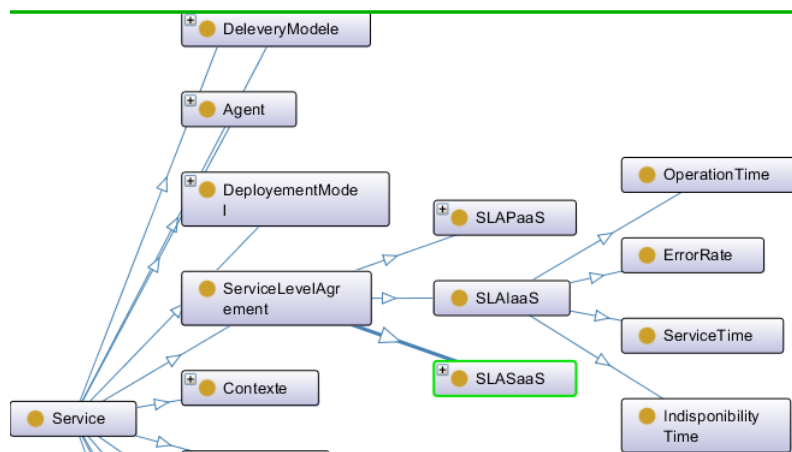 DeleveryModele
Agent
DeployementMode
l
ServiceLevelAgr
ement
Contexte
Service
SLAPaaS
SLAIaaS
SLASaaS
OperationTime
ErrorRate
ServiceTime
Indisponibility
Time